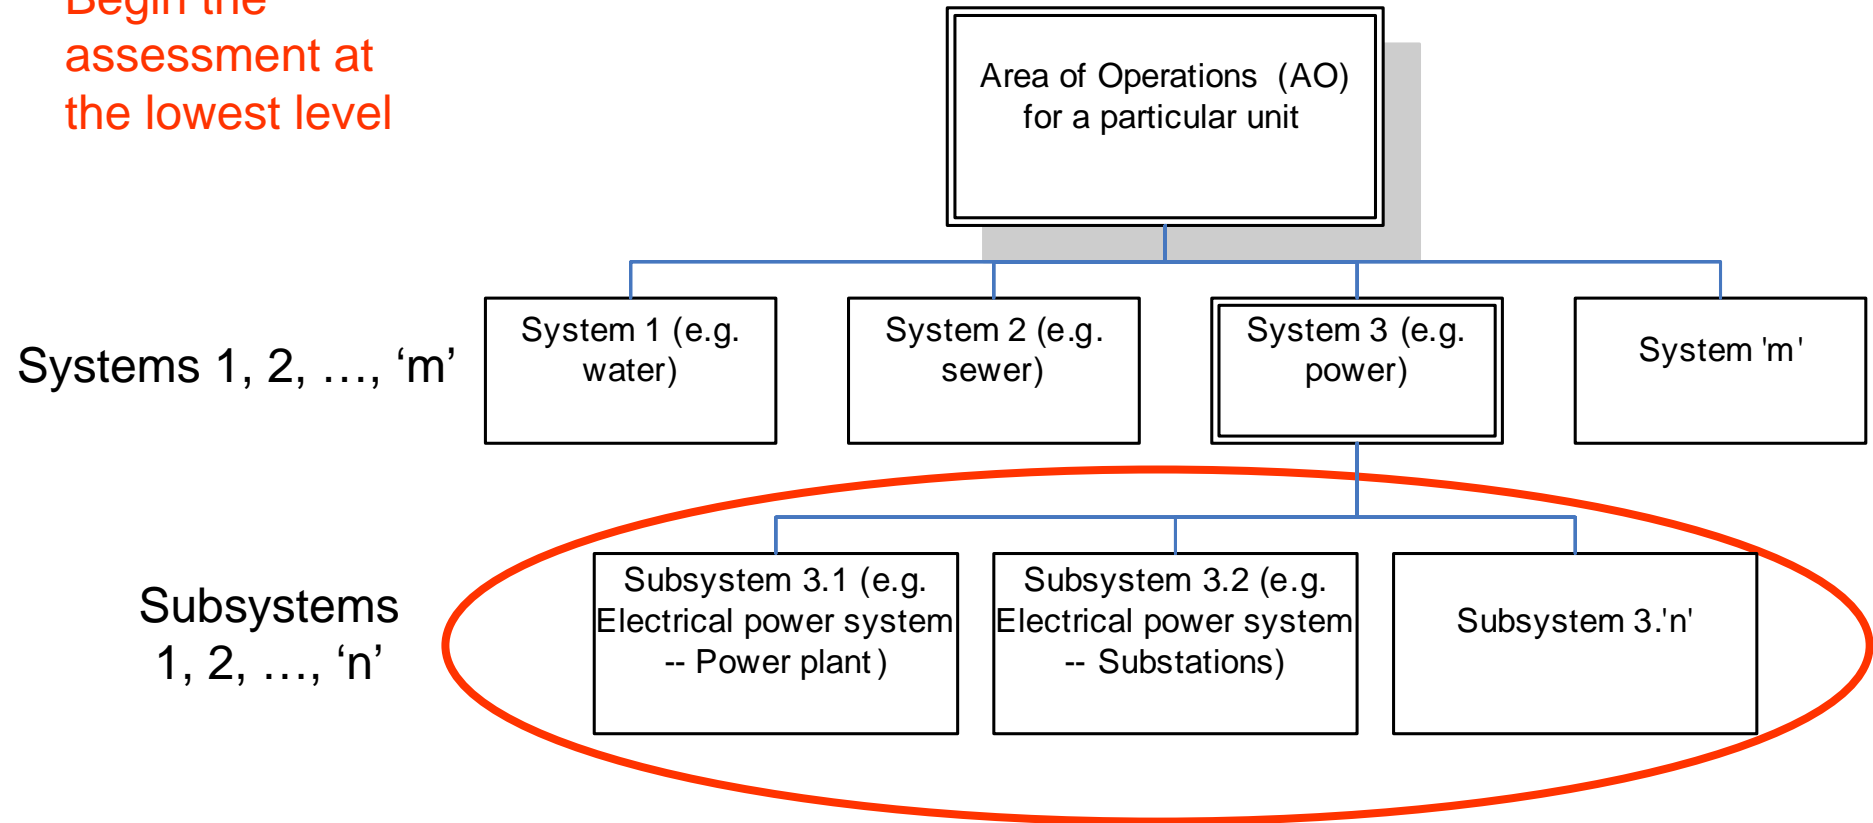 Begin the
assessment at
the lowest level
Area of Operations (AO)
for a particular unit
Systems 1, 2, …, ‘m’
System 1 (e.g.
water)
System 2 (e.g.
sewer)
System 3 (e.g.
power)
System 'm'
Subsystems
1, 2, …, ‘n’
Subsystem 3.1 (e.g.
Electrical power system
-- Power plant)
Subsystem 3.2 (e.g.
Electrical power system
-- Substations)
Subsystem 3.'n'